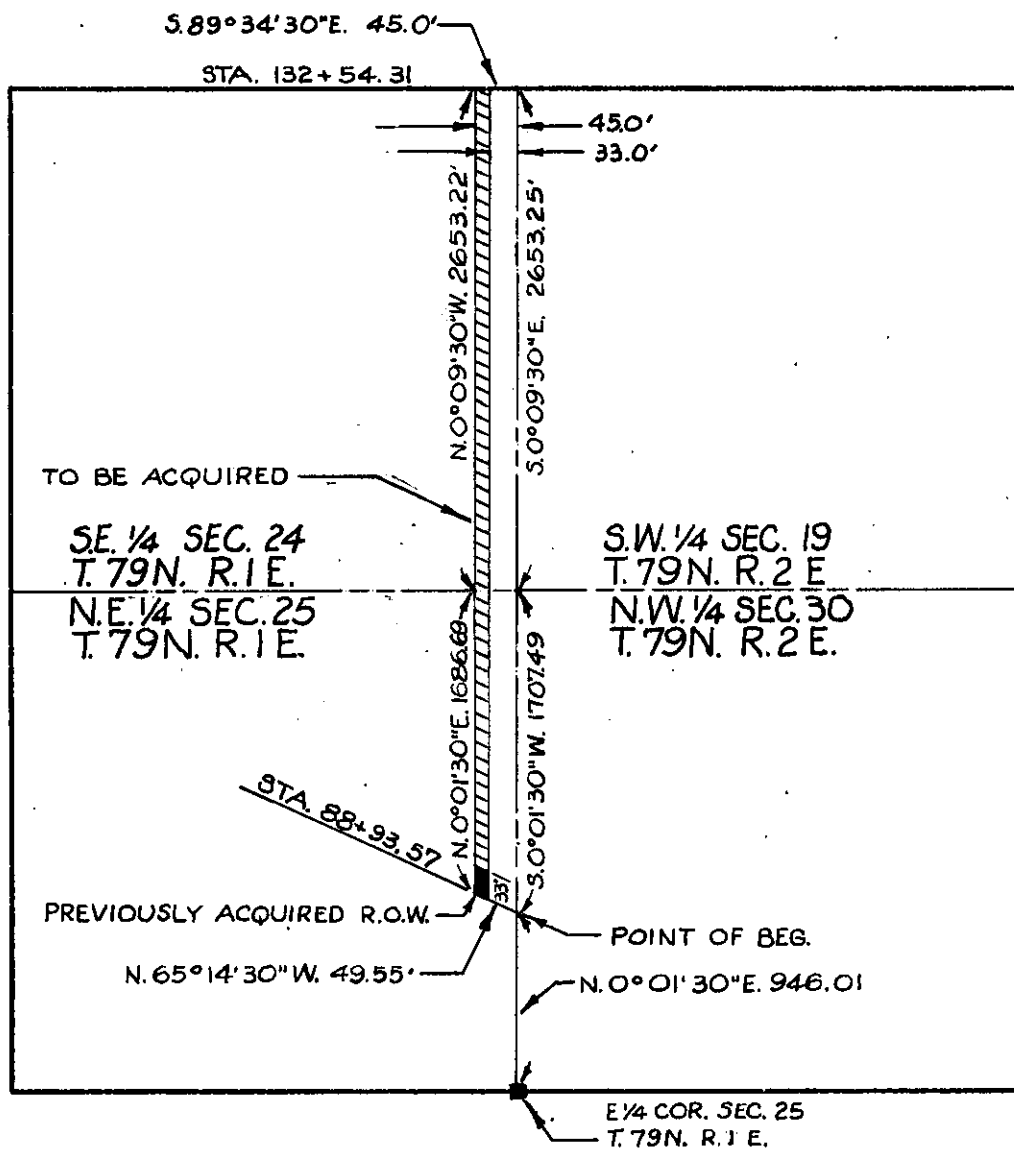 S.89°34'30"E. 45.0'
STA. 132+54.31
45.0'
33.0'
N.0°09'30"W. 2653.22'
S.0°09'30"E. 2653.25'
TO BE ACQUIRED
S.E. 1/4 SEC. 24
T. 79N. R.1 E.
S.W. 1/4 SEC. 19
T. 79N. R. 2 E
N.E. 1/4 SEC. 25
T. 79N. R.1 E.
N.W. 1/4 SEC. 30
T. 79N. R. 2 E.
N.0°01'30"E. 1686.69
S.0°01'30"W. 1707.49
STA. 88+93.57
33'
PREVIOUSLY ACQUIRED R.O.W.
POINT OF BEG.
N. 65°14'30" W. 49.55'
N. 0°01'30"E. 946.01
E 1/4 COR. SEC. 25
T. 79N. R. 1 E.